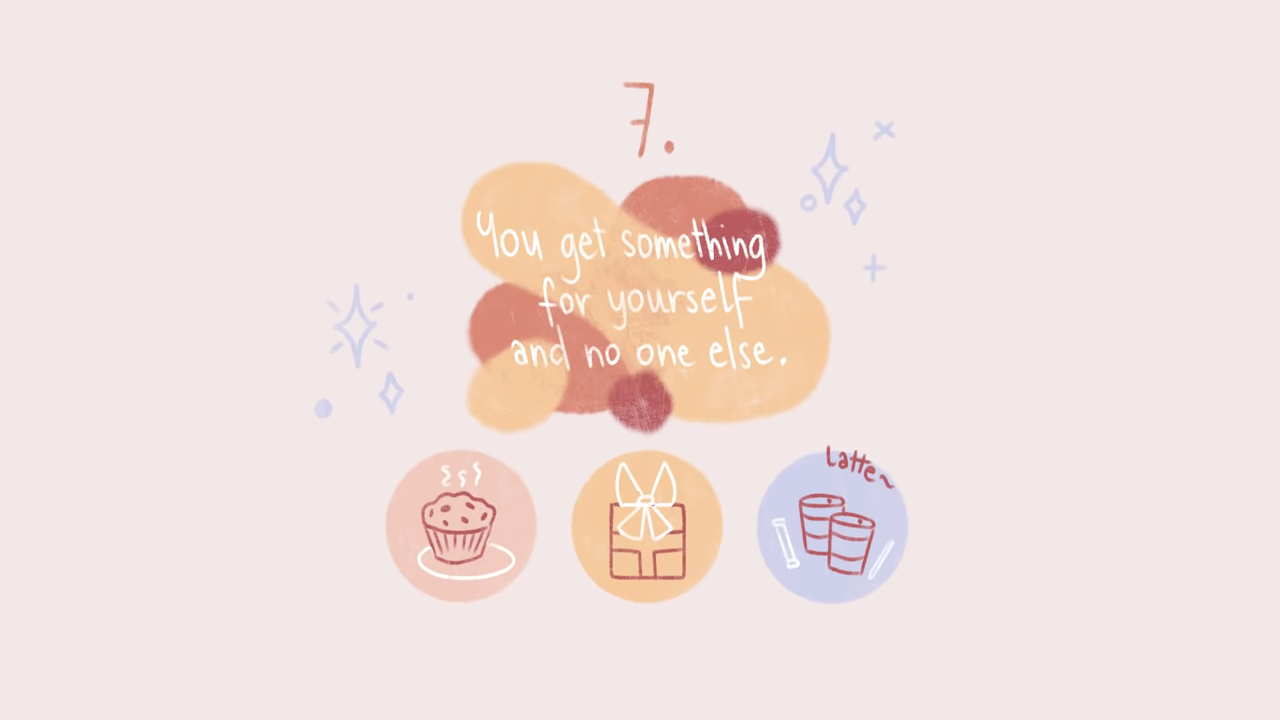 7.
You get something
for yourself
and no one else.
Latte~